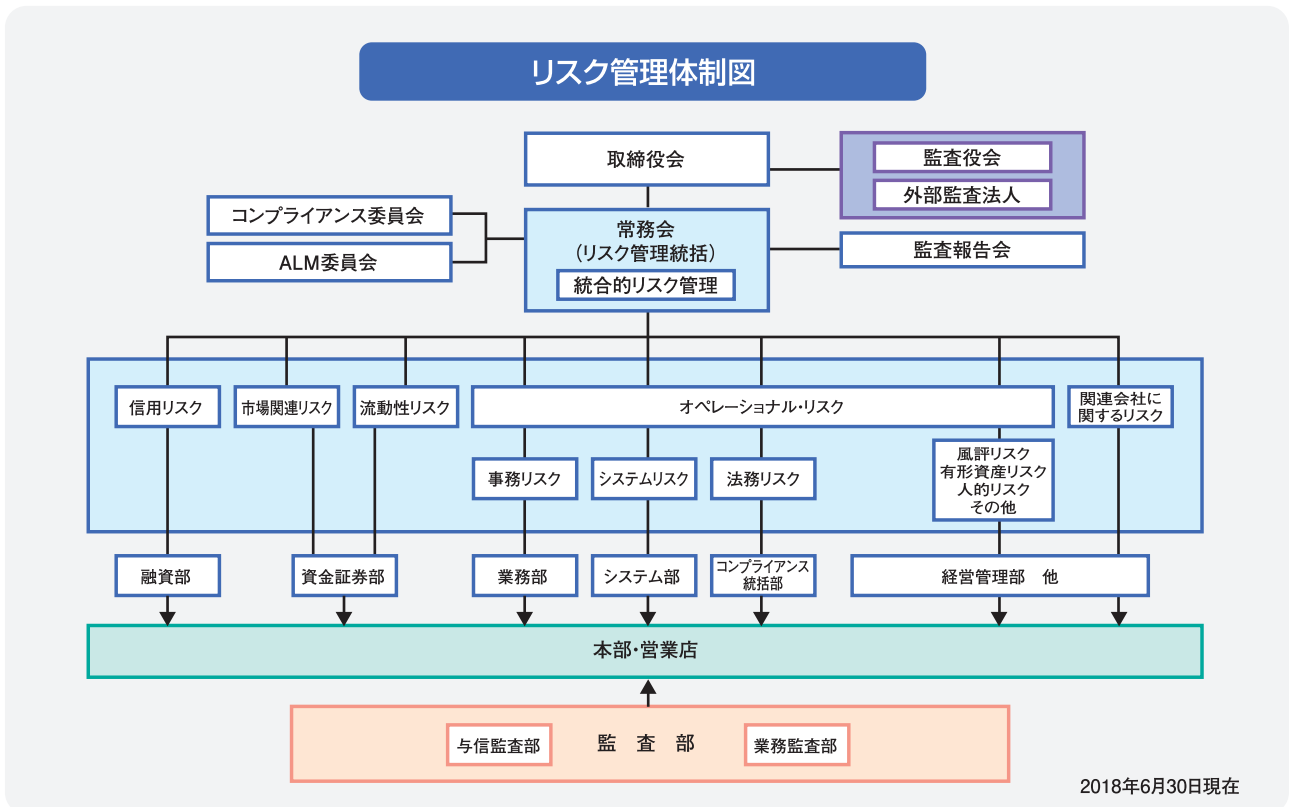 リスク管理体制図
取締役会
監査役会
外部監査法人
コンプライアンス委員会
ALM委員会
常務会
(リスク管理統括)
統合的リスク管理
監査報告会
信用リスク
市場関連リスク
流動性リスク
オペレーショナル・リスク
関連会社に
関するリスク
事務リスク
システムリスク
法務リスク
風評リスク
有形資産リスク
人的リスク
その他
融資部
資金証券部
業務部
システム部
コンプライアンス
統括部
経営管理部　他
本部・営業店
与信監査部
監　査　部
業務監査部
2018年6月30日現在